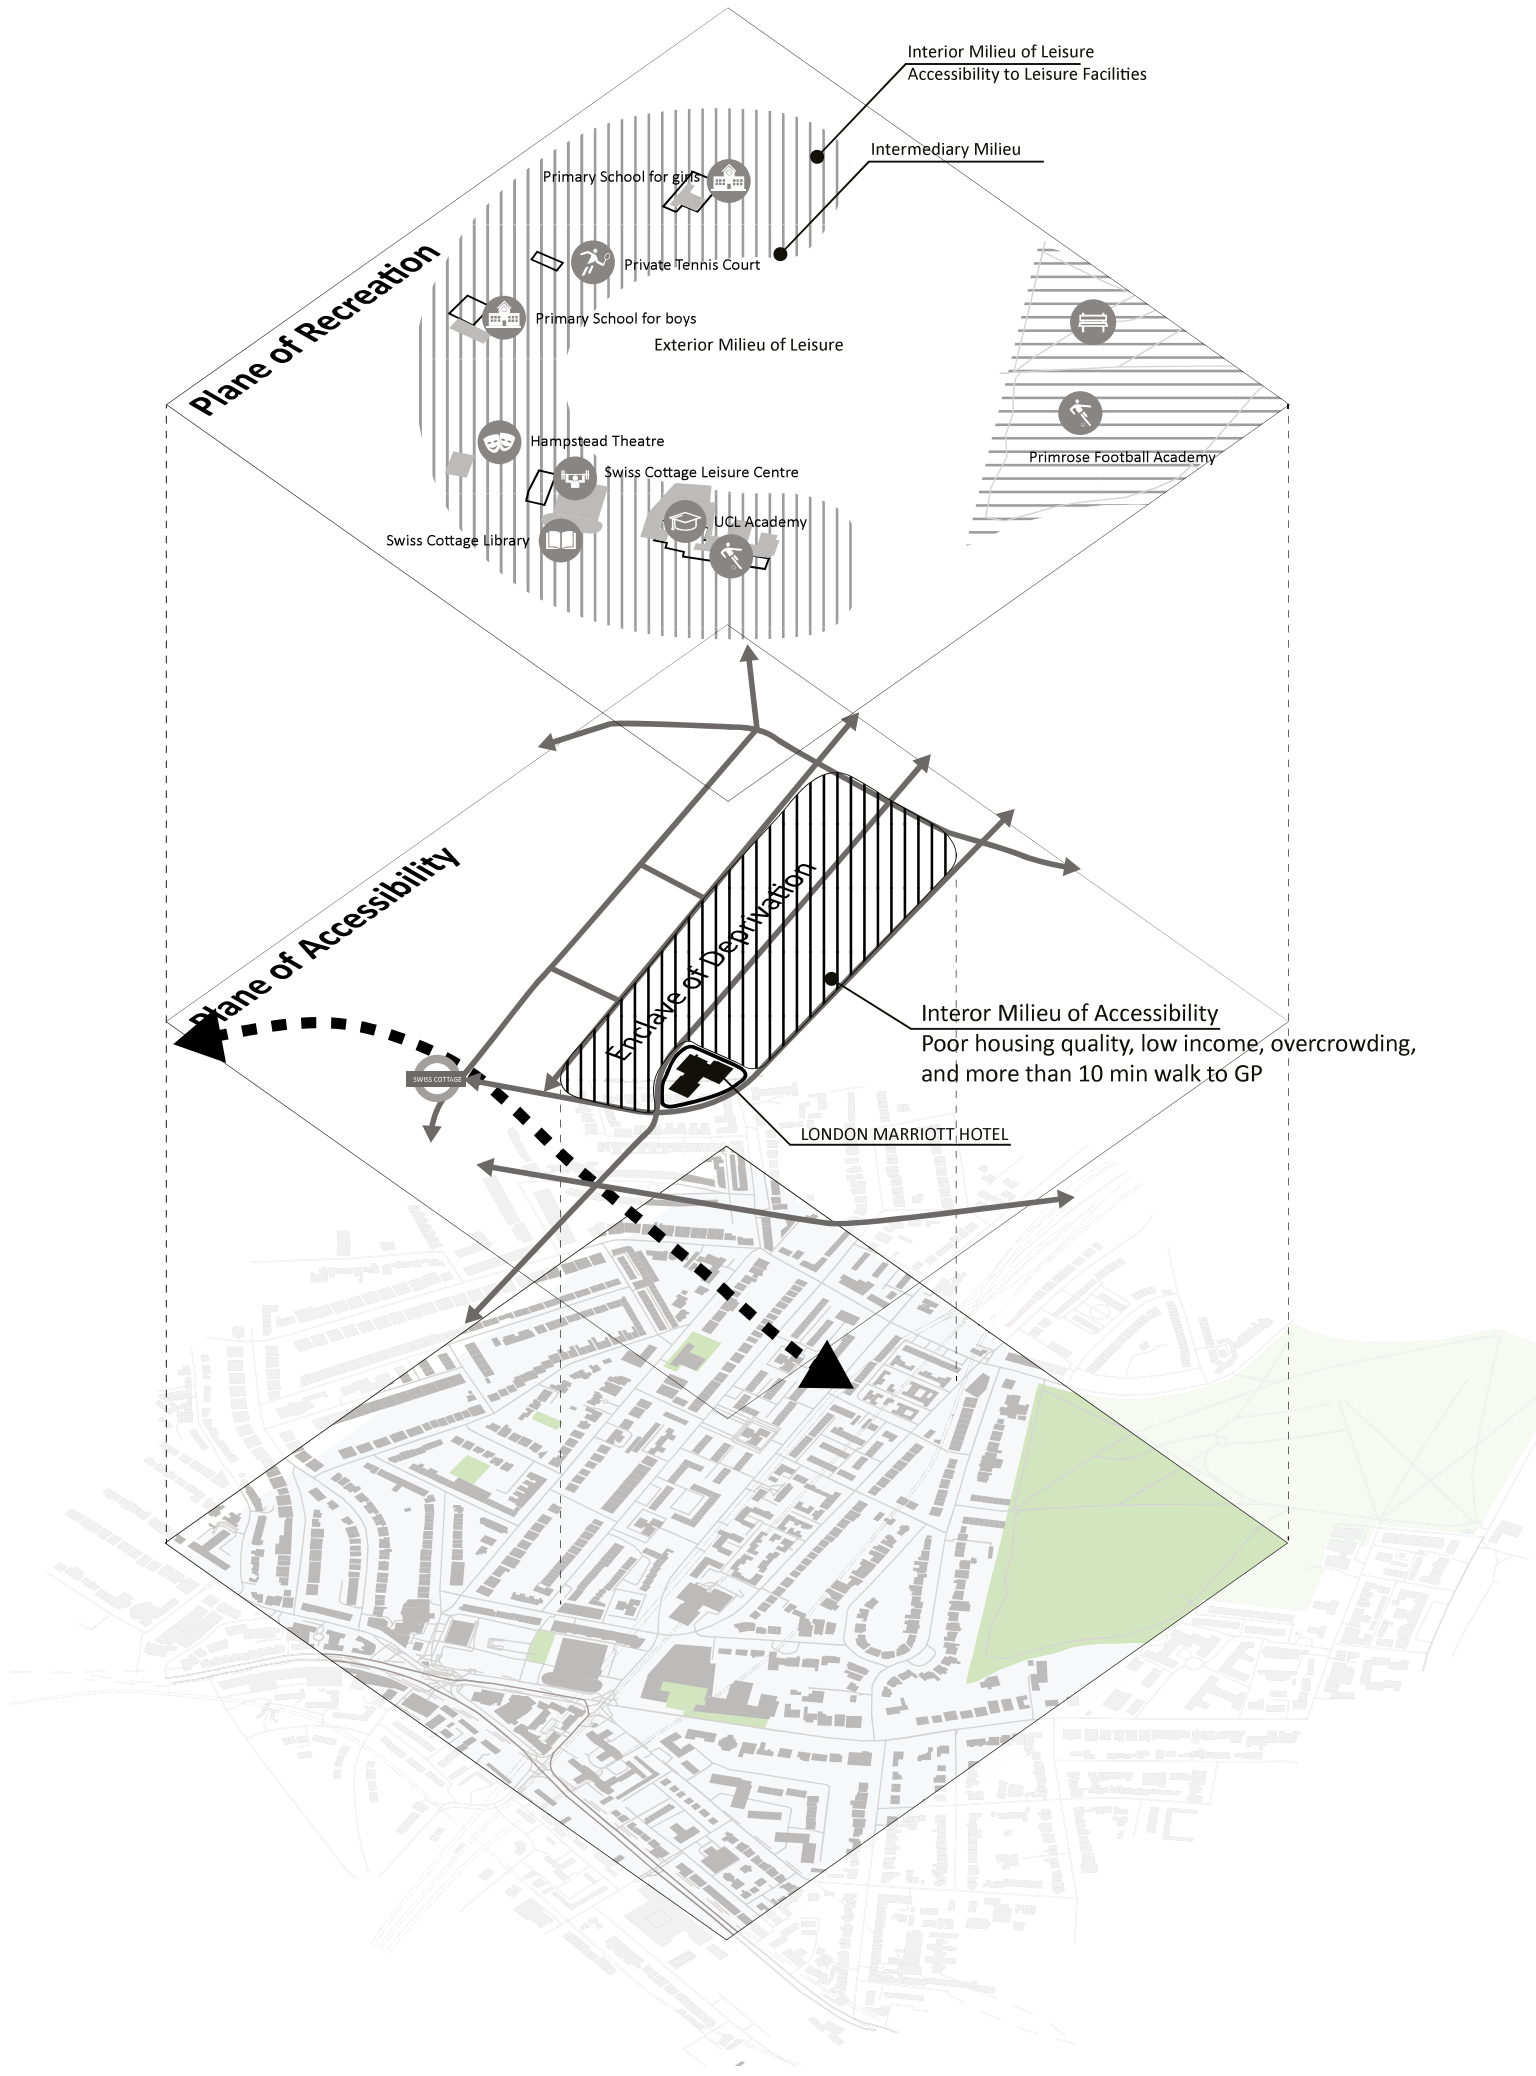 Interior Milieu of Leisure
Accessibility to Leisure Facilities
Intermediary Milieu
Primary School for girls
Private Tennis Court
Primary School for boys
Exterior Milieu of Leisure
Plane of Recreation
Hampstead Theatre
Swiss Cottage Leisure Centre
Primrose Football Academy
UCL Academy
Swiss Cottage Library
Plane of Accessibility
Enclave of Deprivation
Interor Milieu of Accessibility
Poor housing quality, low income, overcrowding,
and more than 10 min walk to GP
SWISS COTTAGE
LONDON MARRIOTT HOTEL